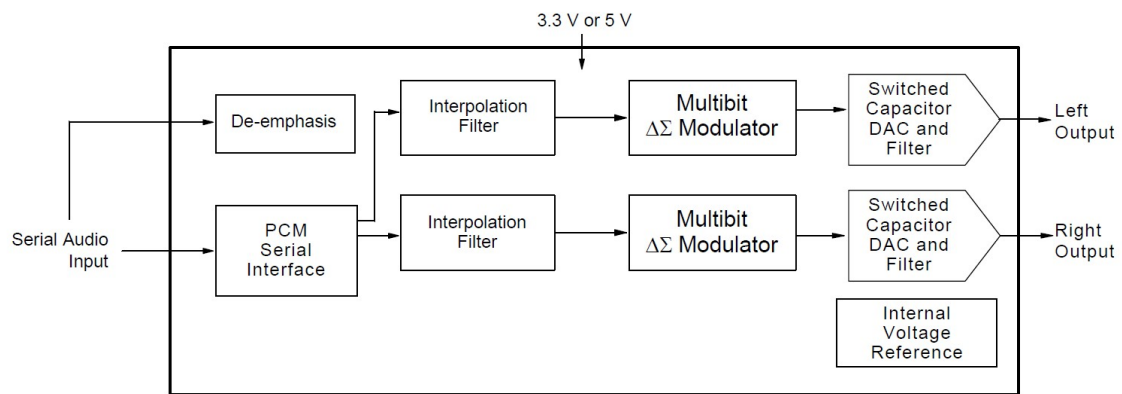 3.3 V or 5 V
De-emphasis
Interpolation
Filter
Multibit
ΔΣ Modulator
Switched
Capacitor
DAC and
Filter
Left
Output
Serial Audio
Input
PCM
Serial
Interface
Interpolation
Filter
Multibit
ΔΣ Modulator
Switched
Capacitor
DAC and
Filter
Right
Output
Internal
Voltage
Reference